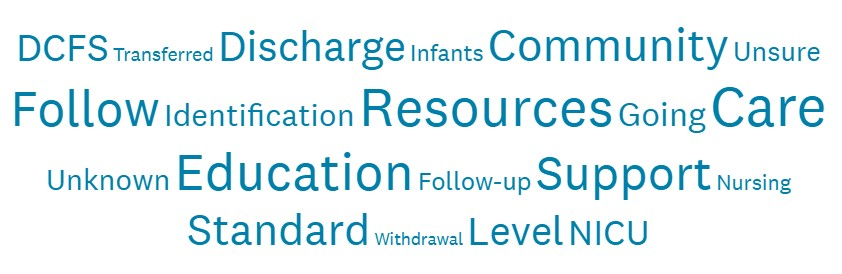 DCFS Transferred Discharge Infants Community Unsure
Follow Identification Resources Going Care
Unknown Education Follow-up Support Nursing
Standard Withdrawal Level NICU